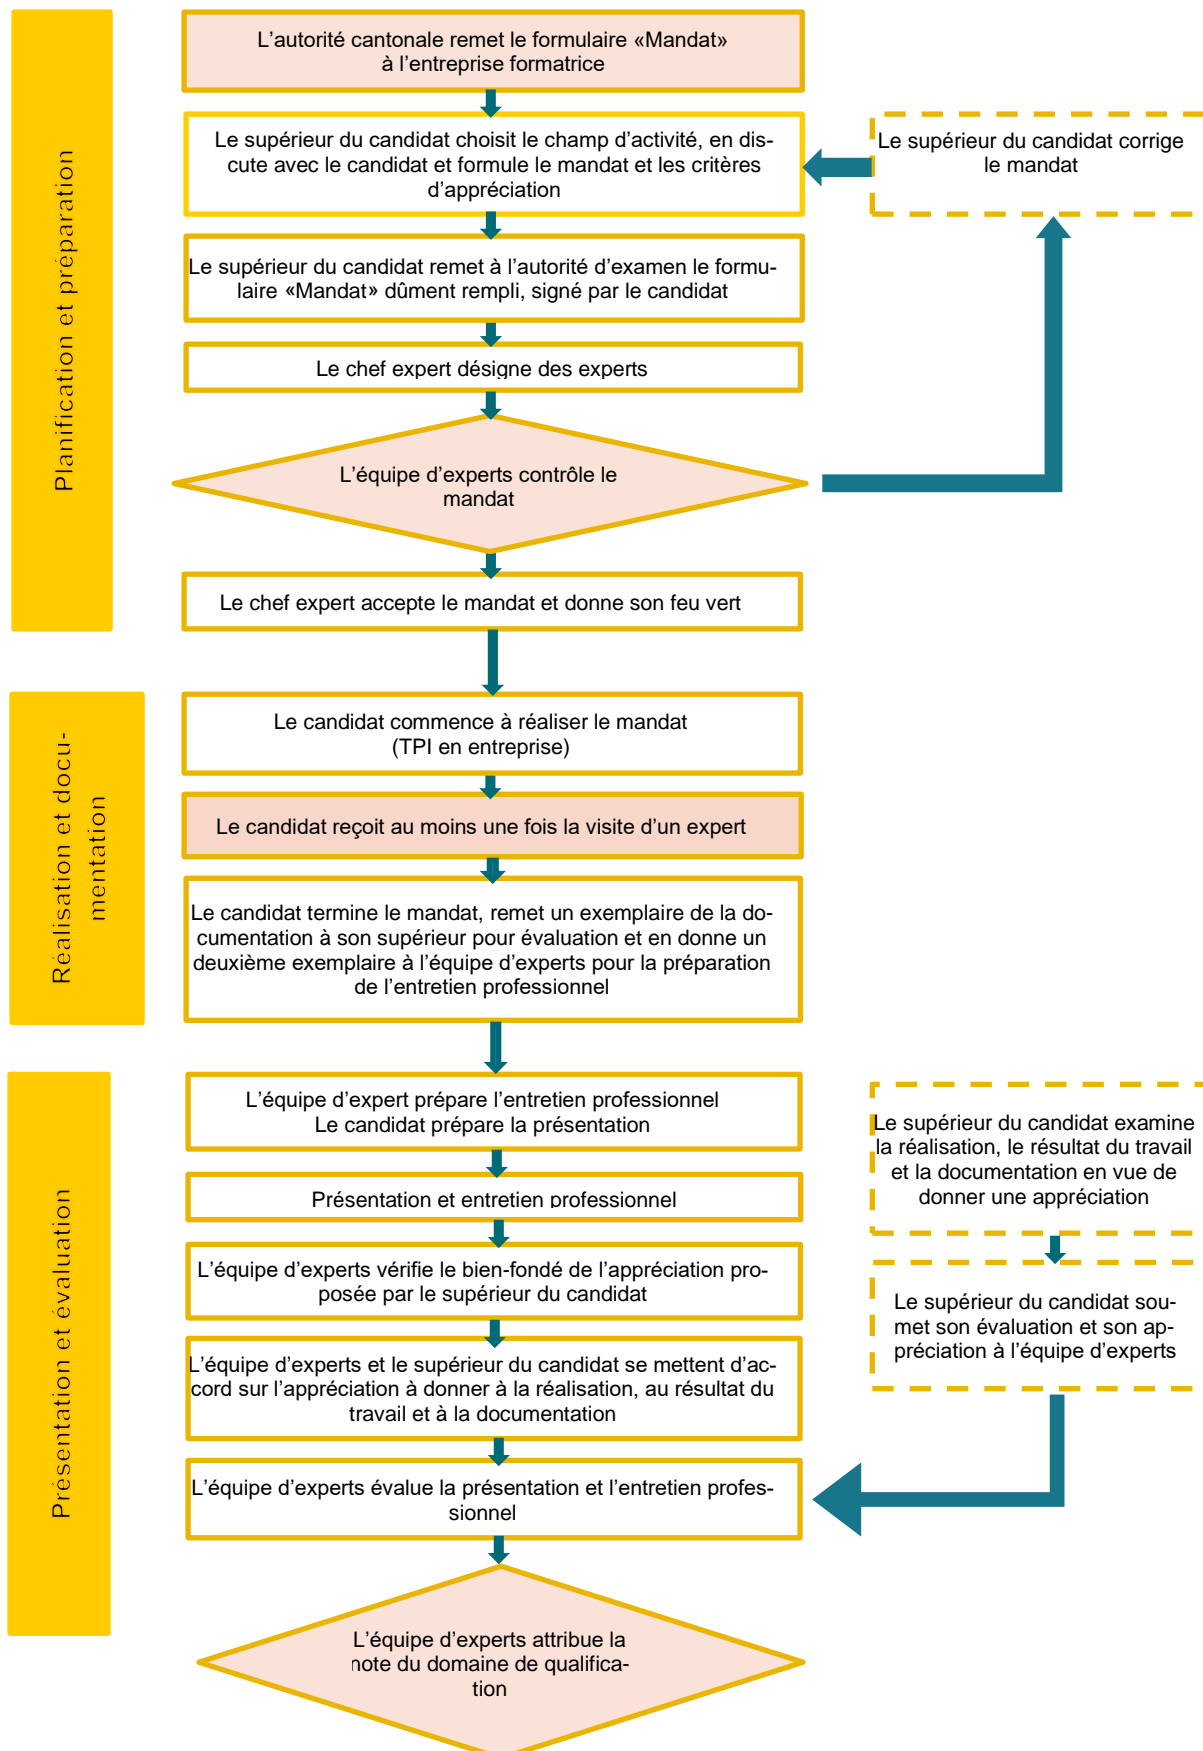 Planification et préparation
L’autorité cantonale remet le formulaire «Mandat»
à l’entreprise formatrice
Le supérieur du candidat choisit le champ d’activité, en dis-
cute avec le candidat et formule le mandat et les critères
d’appréciation
Le supérieur du candidat corrige
le mandat
Le supérieur du candidat remet à l’autorité d’examen le formu-
laire «Mandat» dûment rempli, signé par le candidat
Le chef expert désigne des experts
L’équipe d’experts contrôle le
mandat
Le chef expert accepte le mandat et donne son feu vert
Réalisation et docu-
mentation
Le candidat commence à réaliser le mandat
(TPI en entreprise)
Le candidat reçoit au moins une fois la visite d’un expert
Le candidat termine le mandat, remet un exemplaire de la do-
cumentation à son supérieur pour évaluation et en donne un
deuxième exemplaire à l’équipe d’experts pour la préparation
de l’entretien professionnel
Présentation et évaluation
L’équipe d’expert prépare l’entretien professionnel
Le candidat prépare la présentation
Présentation et entretien professionnel
L’équipe d’experts vérifie le bien-fondé de l’appréciation pro-
posée par le supérieur du candidat
L’équipe d’experts et le supérieur du candidat se mettent d’ac-
cord sur l’appréciation à donner à la réalisation, au résultat du
travail et à la documentation
L’équipe d’experts évalue la présentation et l’entretien profes-
sionnel
Le supérieur du candidat examine
la réalisation, le résultat du travail
et la documentation en vue de
donner une appréciation
Le supérieur du candidat sou-
met son évaluation et son ap-
préciation à l’équipe d’experts
L’équipe d’experts attribue la
note du domaine de qualifica-
tion